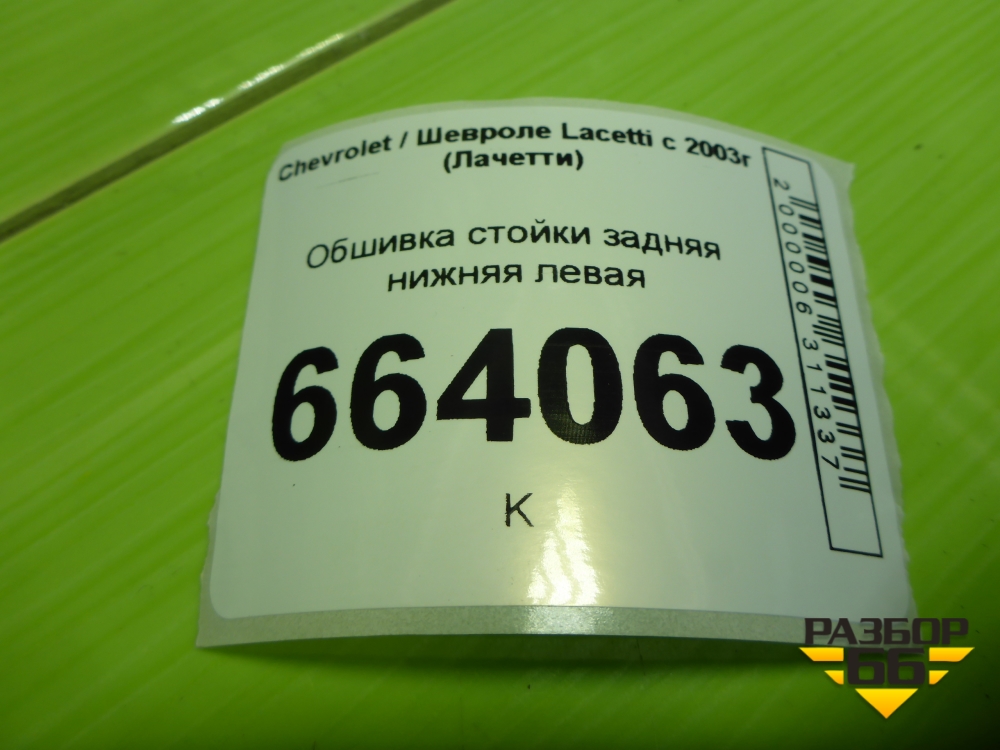 Chevrolet / Шевроле Lacetti с 2003г
(Лачетти)
Обшивка стойки задняя
нижняя левая
664063
К
2000006311337
РАЗБОР
66